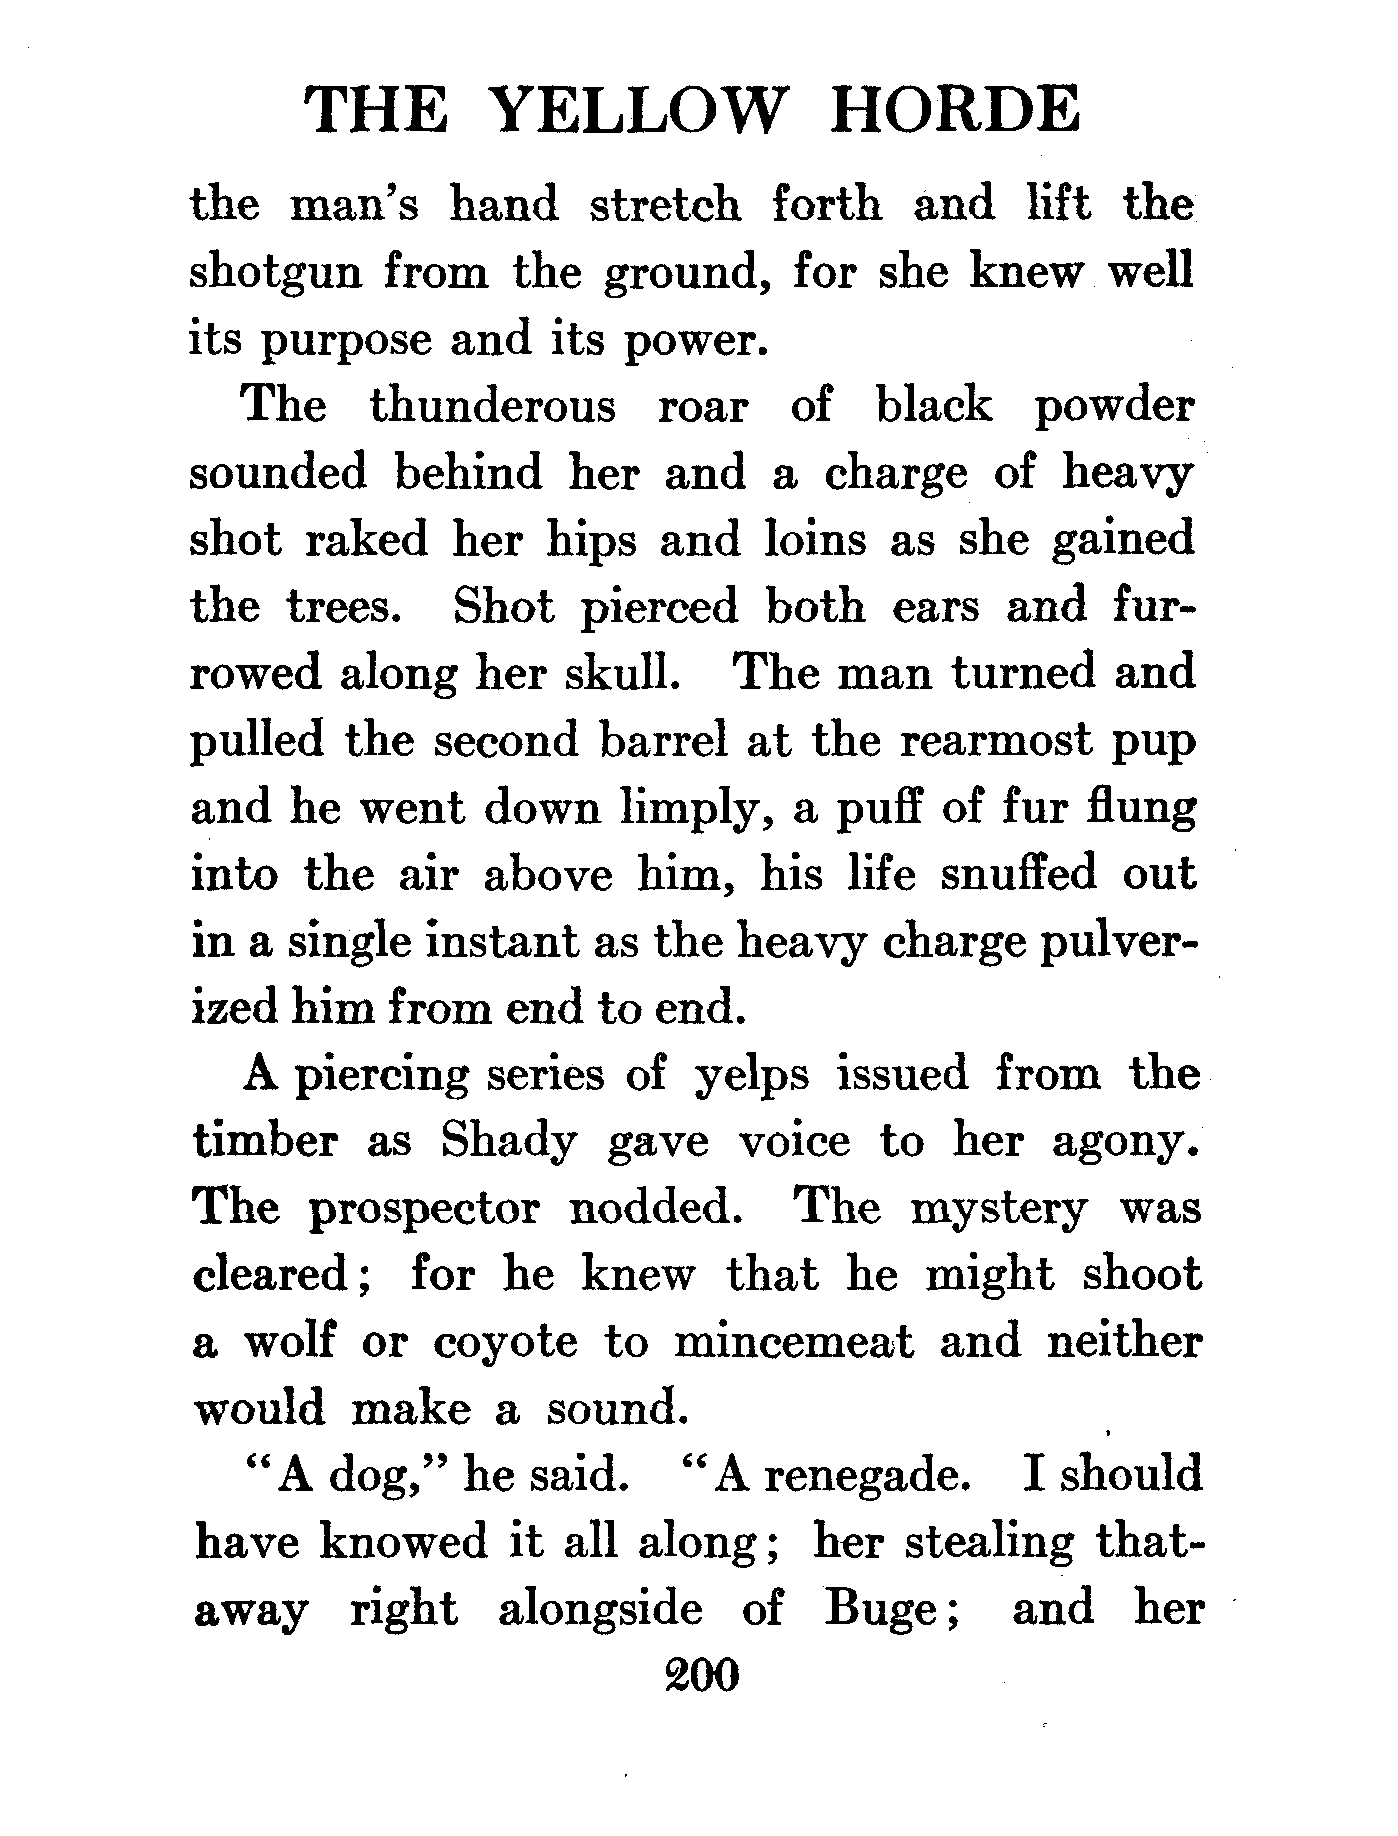 THE YELLOW HORDE
the man's hand stretch forth and lift the
shotgun from the ground, for she knew well
its purpose and its power.
The thunderous roar of black powder
sounded behind her and a charge of heavy
shot raked her hips and loins as she gained
the trees. Shot pierced both ears and fur-
rowed along her skull. The man turned and
pulled the second barrel at the rearmost pup
and he went down limply, a puff of fur flung
into the air above him, his life snuffed out
in a single instant as the heavy charge pulver-
ized him from end to end.
A piercing series of yelps issued from the
timber as Shady gave voice to her agony.
The prospector nodded. The mystery was
cleared; for he knew that he might shoot
a wolf or coyote to mincemeat and neither
would make a sound.
"A dog," he said. "A renegade. I should
have knowed it all along; her stealing that-
away right alongside of Buge; and her
200